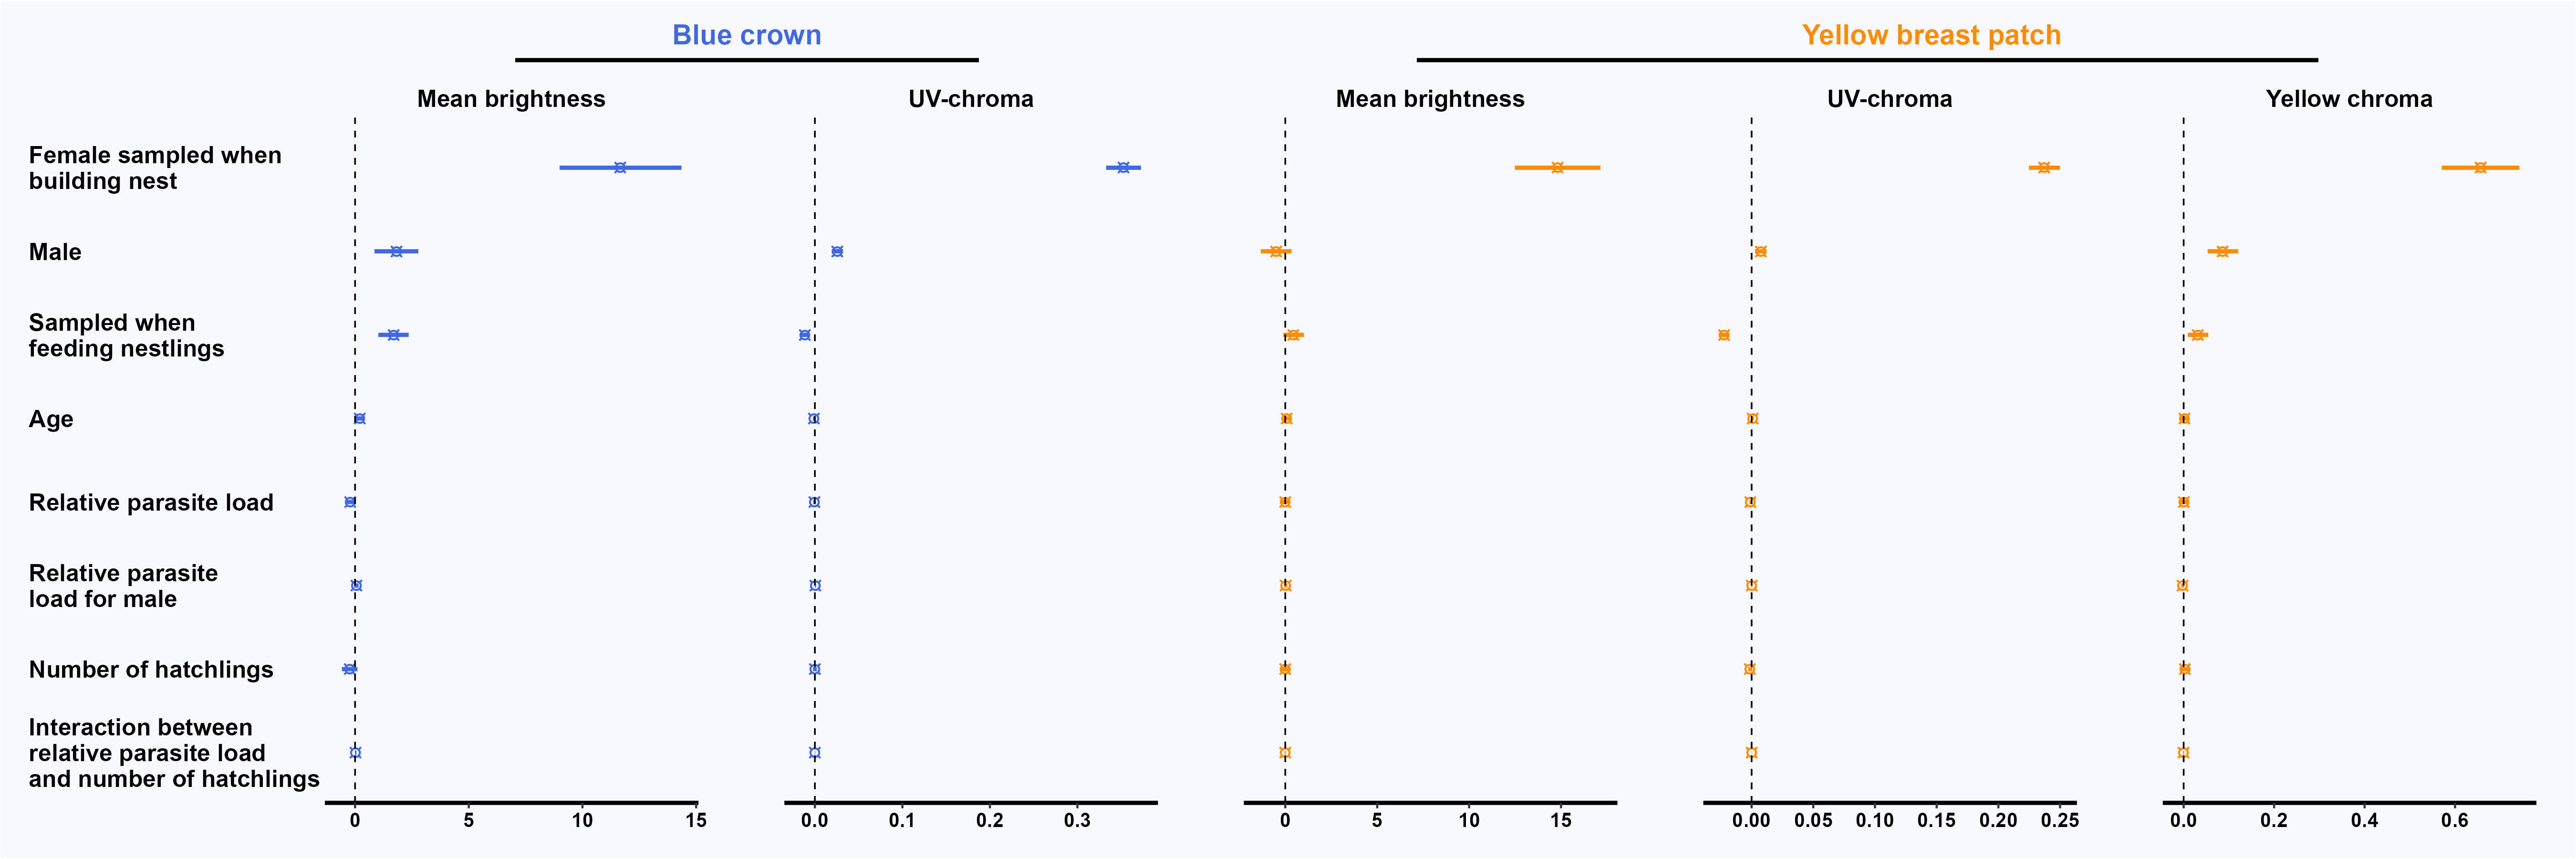 Blue crown
Yellow breast patch
Mean brightness
UV-chroma
Mean brightness
UV-chroma
Yellow chroma
Female sampled when
building nest
Male
Sampled when
feeding nestlings
Age
Relative parasite load
Relative parasite
load for male
Number of hatchlings
Interaction between
relative parasite load
and number of hatchlings
0 5 10 15
0.0 0.1 0.2 0.3
0 5 10 15
0.00 0.05 0.10 0.15 0.20 0.25
0.0 0.2 0.4 0.6